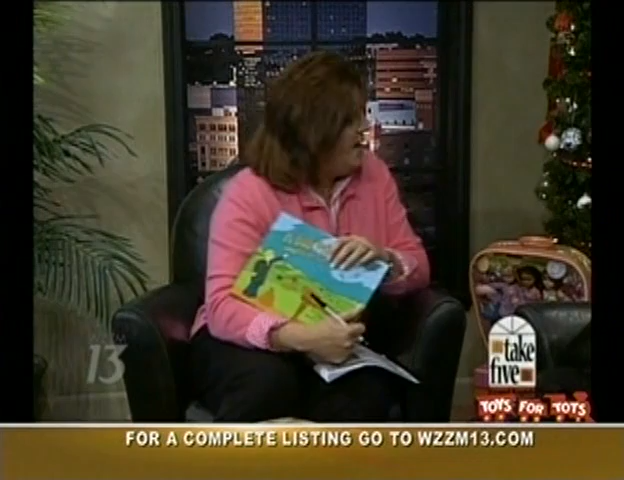 13
take
five
TOYS FOR TOTS
FOR A COMPLETE LISTING GO TO WZZM13.COM